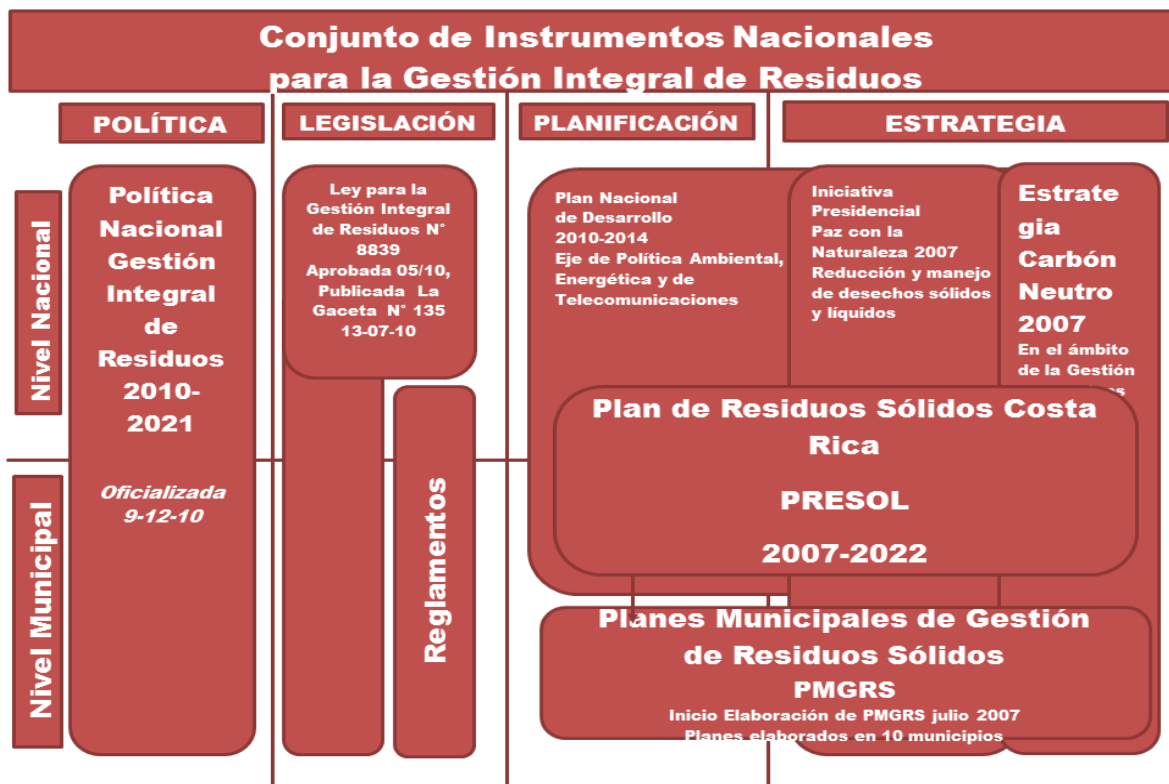 Conjunto de Instrumentos Nacionales
para la Gestión Integral de Residuos
POLÍTICA
LEGISLACIÓN
PLANIFICACIÓN
ESTRATEGIA
Nivel Nacional
Política
Nacional
Gestión
Integral
de
Residuos
2010-
2021
Oficializada
9-12-10
Ley para la
Gestión Integral
de Residuos N°
8839
Aprobada 05/10,
Publicada La
Gaceta N° 135
13-07-10
Plan Nacional
de Desarrollo
2010-2014
Eje de Política Ambiental,
Energética y de
Telecomunicaciones
Iniciativa
Presidencial
Paz con la
Naturaleza 2007
Reducción y manejo
de desechos sólidos
y líquidos
Estrate
gia
Carbón
Neutro
2007
En el ámbito
de la Gestión
Plan de Residuos Sólidos Costa
Rica
PRESOL
2007-2022
Nivel Municipal
Reglamentos
Planes Municipales de Gestión
de Residuos Sólidos
PMGRS
Inicio Elaboración de PMGRS julio 2007
Planes elaborados en 10 municipios